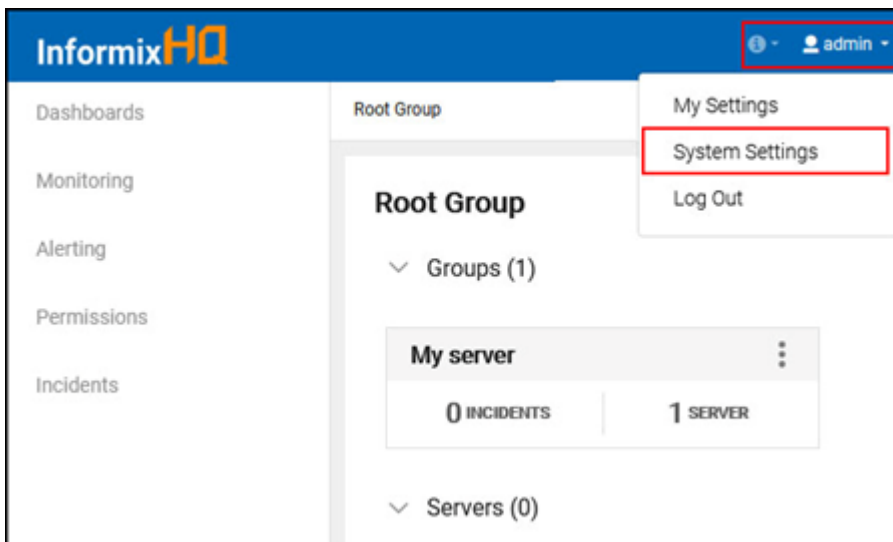 InformixHQ
admin
Dashboards
Monitoring
Alerting
Permissions
Incidents
Root Group
My Settings
System Settings
Log Out
Root Group
Groups (1)
My server
0 INCIDENTS
1 SERVER
Servers (0)